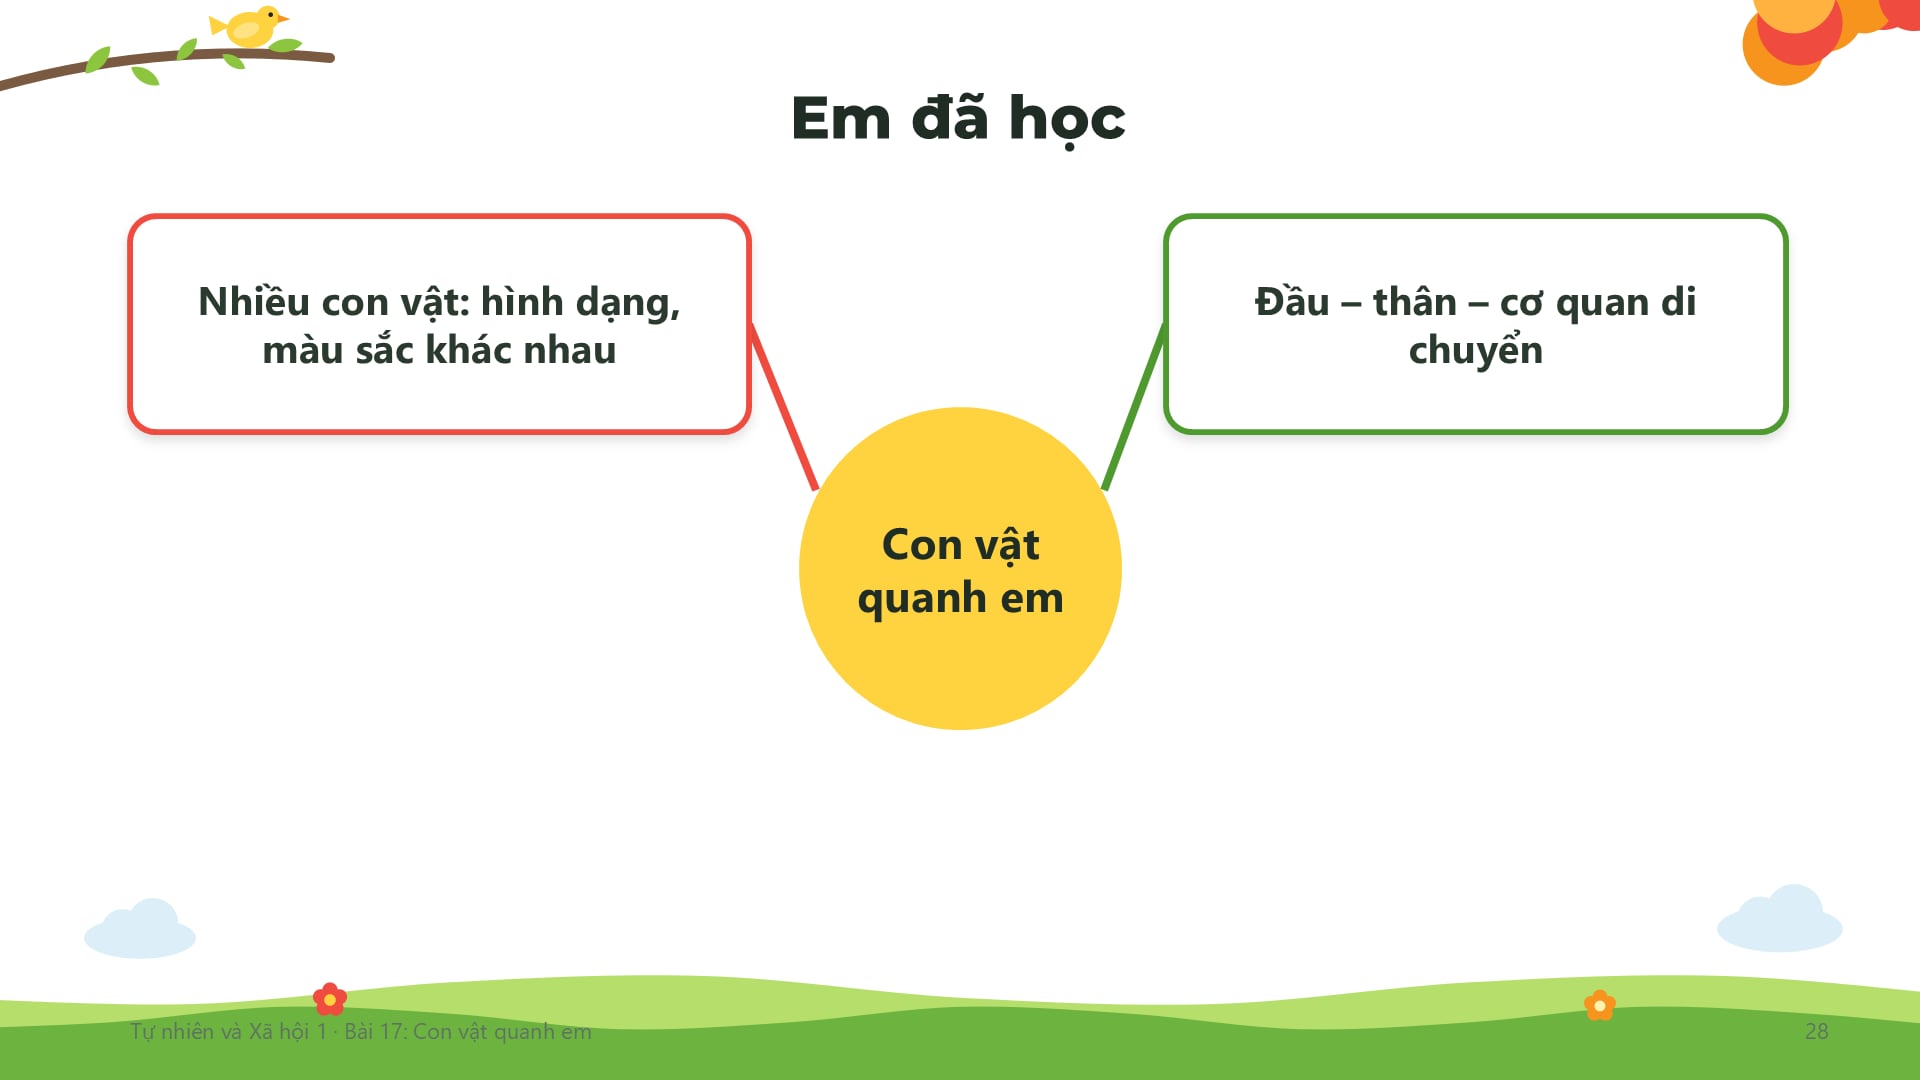 Em đã học
Nhiều con vật: hình dạng,
màu sắc khác nhau
Đầu – thân – cơ quan di
chuyển
Con vật
quanh em
Tự nhiên và Xã hội 1 · Bài 17: Con vật quanh em
28